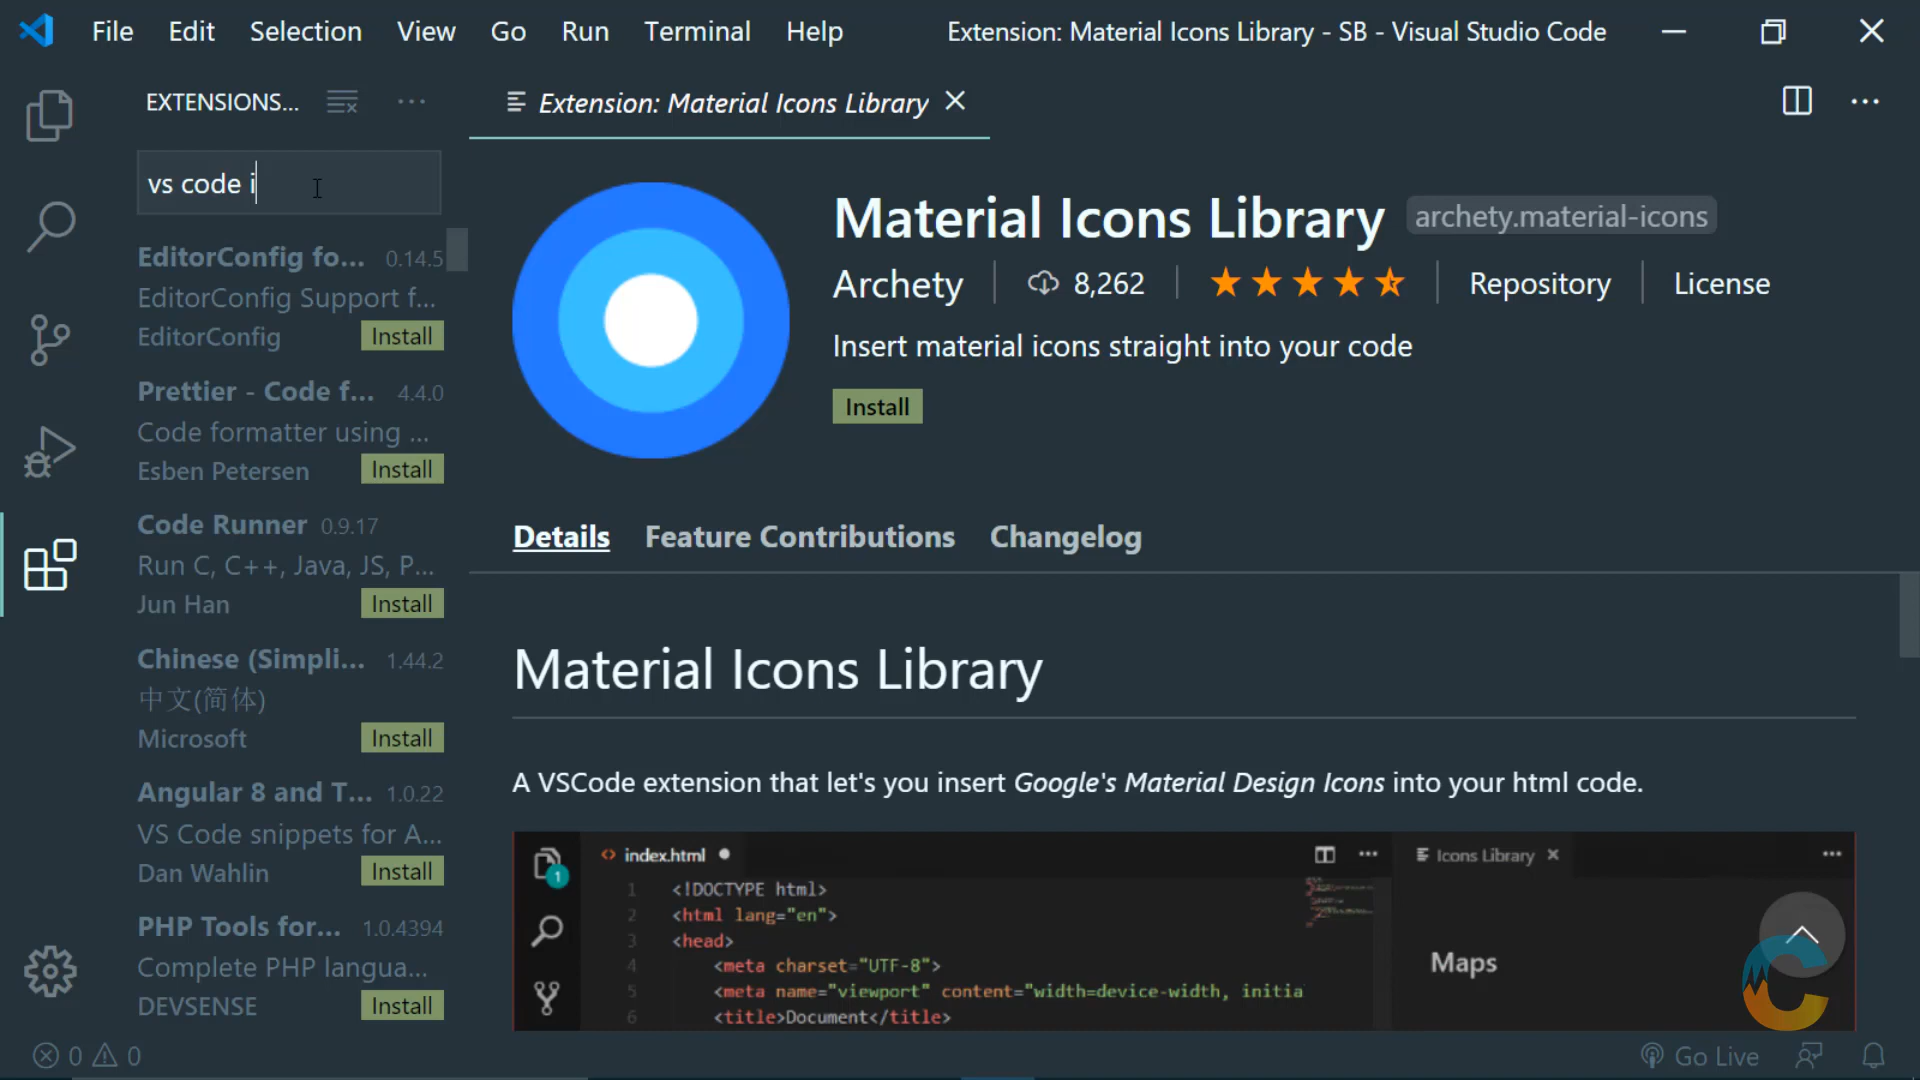 File Edit Selection View Go Run Terminal Help Extension: Material Icons Library - SB - Visual Studio Code
EXTENSIONS...
vs code i
EditorConfig fo... 0.14.5
EditorConfig Support f...
EditorConfig Install
Prettier - Code f... 4.4.0
Code formatter using ...
Esben Petersen Install
Code Runner 0.9.17
Run C, C++, Java, JS, P...
Jun Han Install
Chinese (Simpli... 1.44.2
中文(简体)
Microsoft Install
Angular 8 and T... 1.0.22
VS Code snippets for A...
Dan Wahlin Install
PHP Tools for... 1.0.4394
Complete PHP langua...
DEVSENSE Install
Extension: Material Icons Library
Material Icons Library archety.material-icons
Archety 8,262 Repository License
Insert material icons straight into your code
Install
Details Feature Contributions Changelog
Material Icons Library
A VSCode extension that let's you insert Google's Material Design Icons into your html code.
index.html Icons Library
1
1 <!DOCTYPE html>
2 <html lang="en">
3 <head>
4 <meta charset="UTF-8">
5 <meta name="viewport" content="width=device-width, initia
6 <title>Document</title>
Maps
C
0 0 Go Live